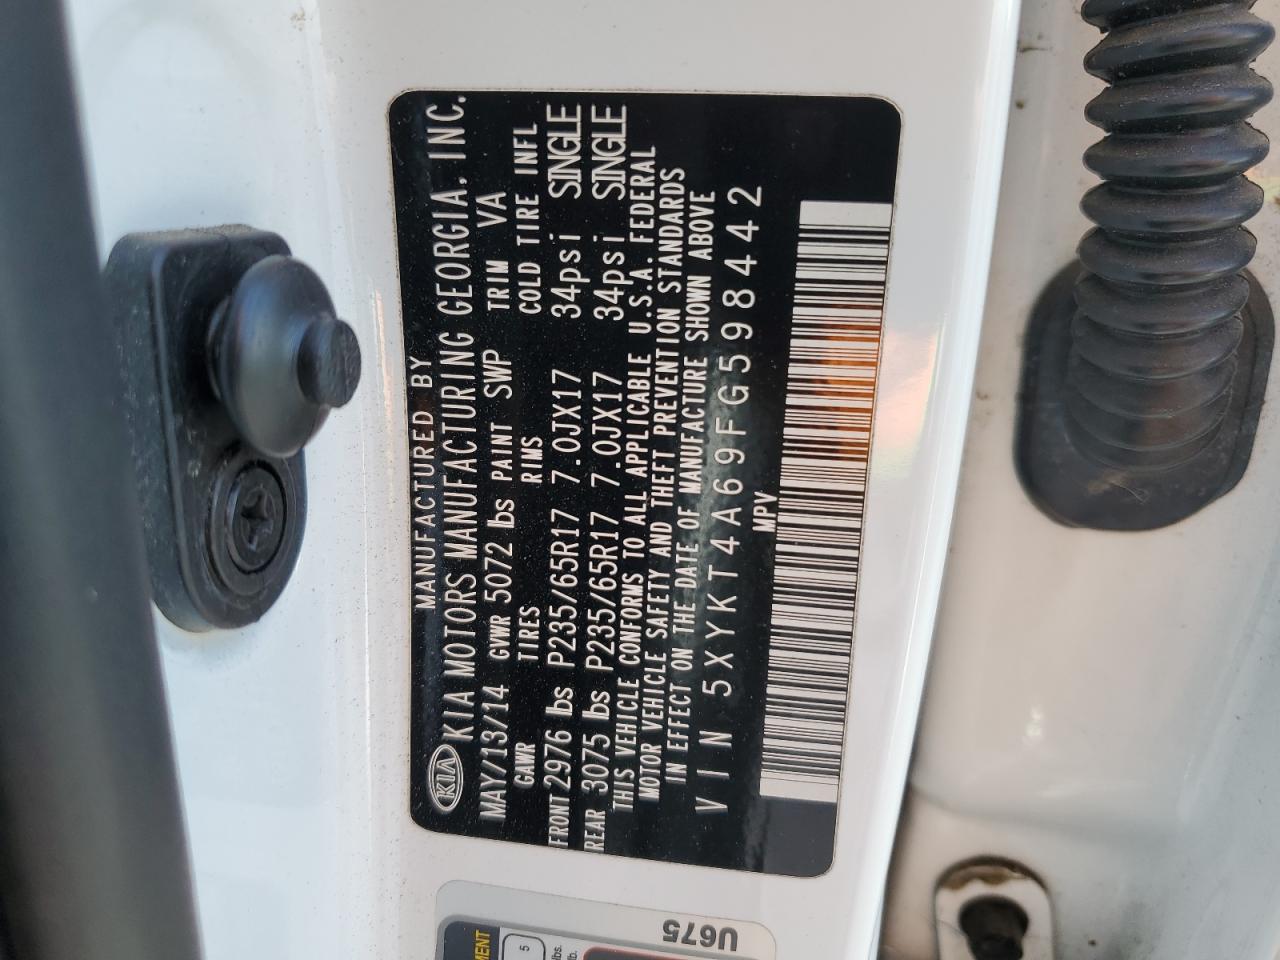 MANUFACTURED BY
KIA KIA MOTORS MANUFACTURING GEORGIA, INC.
MAY/13/14 GVWR 5072 lbs PAINT SWP TRIM VA
GAWR TIRES RIMS COLD TIRE INFL
FRONT 2976 lbs P235/65R17 7.0JX17 34psi SINGLE
REAR 3075 lbs P235/65R17 7.0JX17 34psi SINGLE
THIS VEHICLE CONFORMS TO ALL APPLICABLE U.S.A. FEDERAL
MOTOR VEHICLE SAFETY AND THEFT PREVENTION STANDARDS
IN EFFECT ON THE DATE OF MANUFACTURE SHOWN ABOVE
VIN 5XYKT4A69FG598442
MPV
U675
5
lbs.